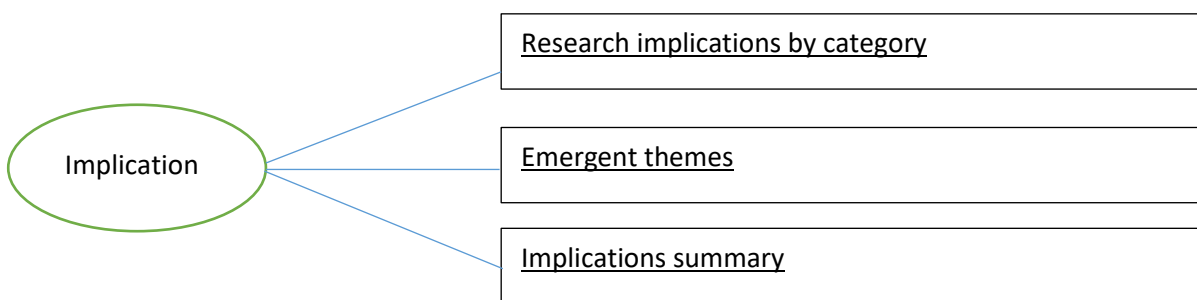 Research implications by category
Implication
Emergent themes
Implications summary